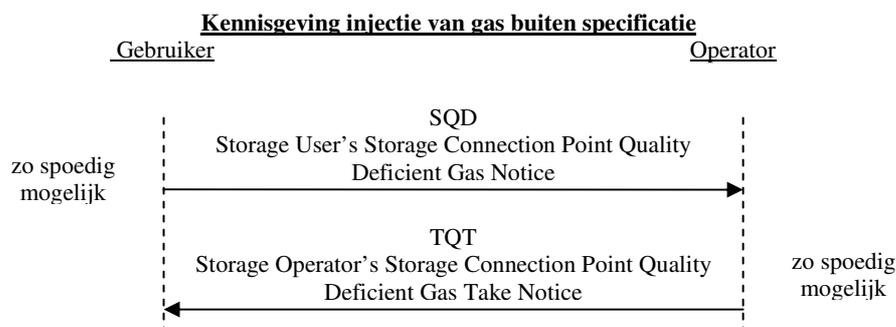 Kennisgeving injectie van gas buiten specificatie
Gebruiker
Operator
SQD
Storage User's Storage Connection Point Quality
Deficient Gas Notice
zo spoedig
mogelijk
TQT
Storage Operator's Storage Connection Point Quality
Deficient Gas Take Notice
zo spoedig
mogelijk